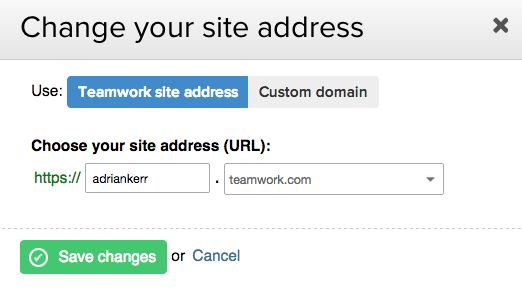 Change your site address
Use: Teamwork site address Custom domain
Choose your site address (URL):
https:// adriankerr . teamwork.com
Save changes or Cancel